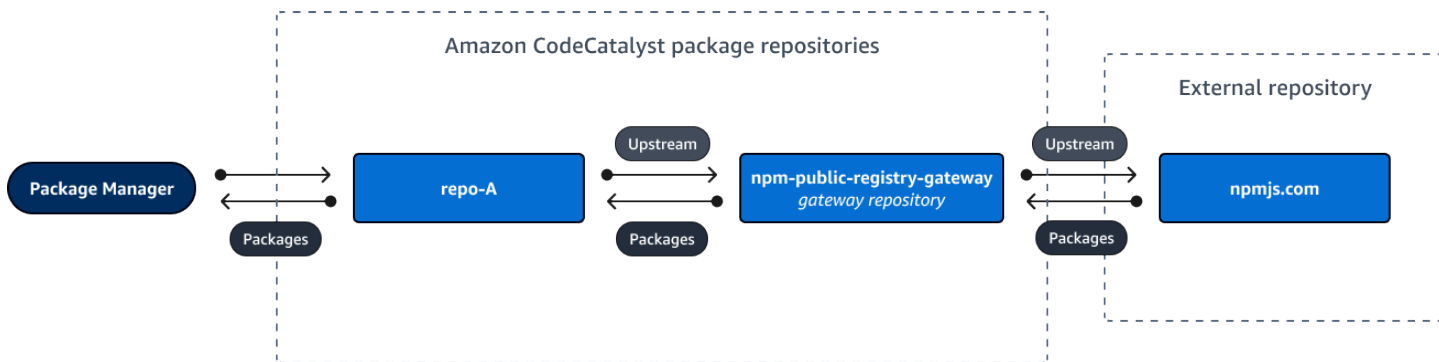 Amazon CodeCatalyst package repositories
External repository
Upstream
Upstream
Package Manager
repo-A
npm-public-registry-gateway
gateway repository
npmjs.com
Packages
Packages
Packages